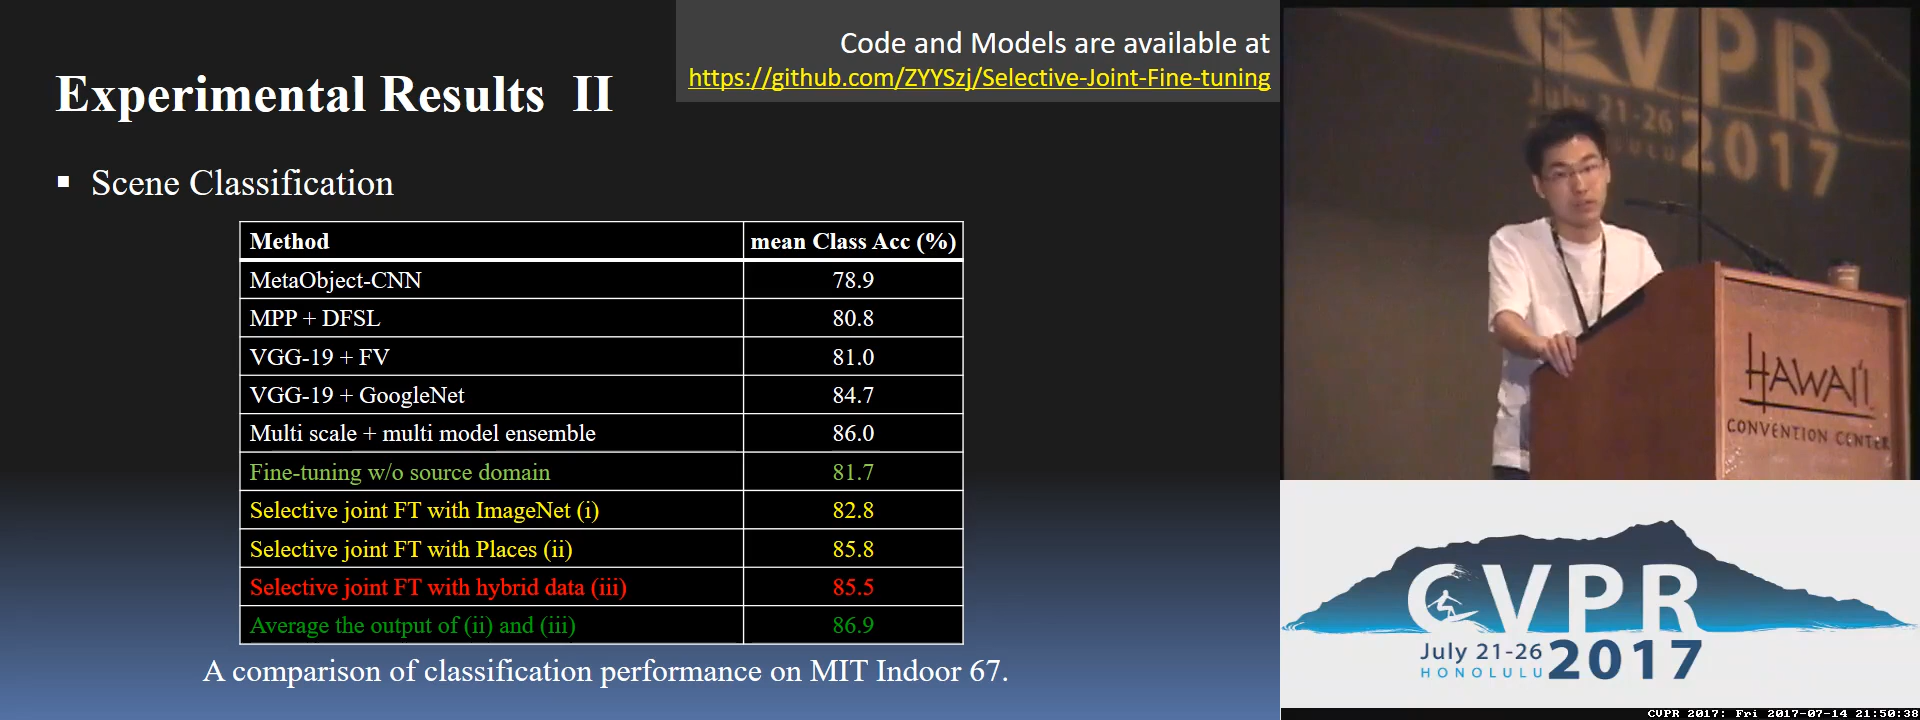 Code and Models are available at
https://github.com/ZYYSzj/Selective-Joint-Fine-tuning
Experimental Results II
▪ Scene Classification
Method mean Class Acc (%)
MetaObject-CNN 78.9
MPP + DFSL 80.8
VGG-19 + FV 81.0
VGG-19 + GoogleNet 84.7
Multi scale + multi model ensemble 86.0
Fine-tuning w/o source domain 81.7
Selective joint FT with ImageNet (i) 82.8
Selective joint FT with Places (ii) 85.8
Selective joint FT with hybrid data (iii) 85.5
Average the output of (ii) and (iii) 86.9
A comparison of classification performance on MIT Indoor 67.
CVPR
July 21-26
2017
HAWAI'I
CONVENTION CENTER
CVPR
July 21-26
HONOLULU
2017
CVPR 2017: Fri 2017-07-14 21:50:38